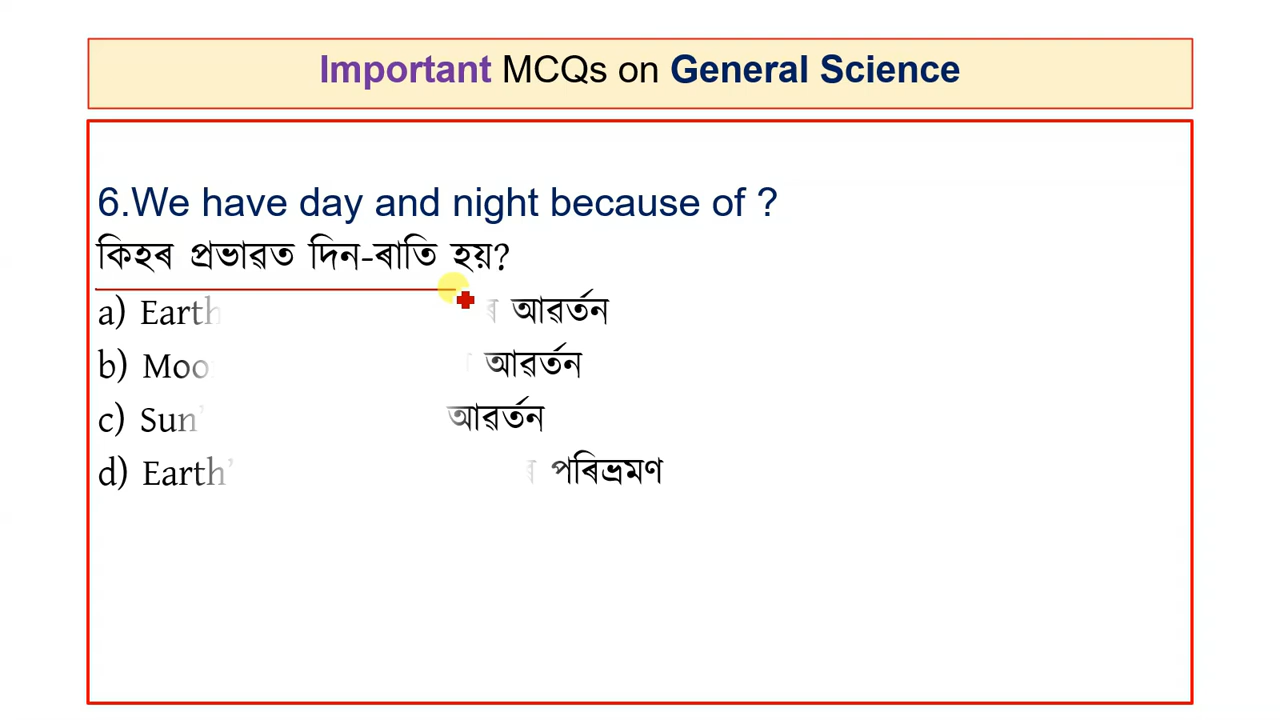 Important MCQs on General Science
6.We have day and night because of ?
কিহৰ প্ৰভাৱত দিন-ৰাতি হয়?
a) Earth আৱৰ্তন
b) আৱৰ্তন
c) Sun' আৱৰ্তন
d) Earth' পৰিভ্ৰমণ